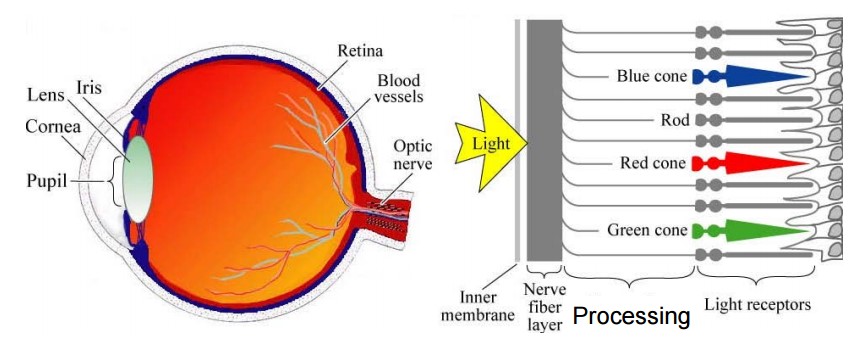 Retina
Blood
vessels
Iris
Lens
Cornea
Optic
nerve
Pupil
Light
Blue cone
Rod
Red cone
Green cone
Inner
membrane
Nerve
fiber
layer
Processing
Light receptors